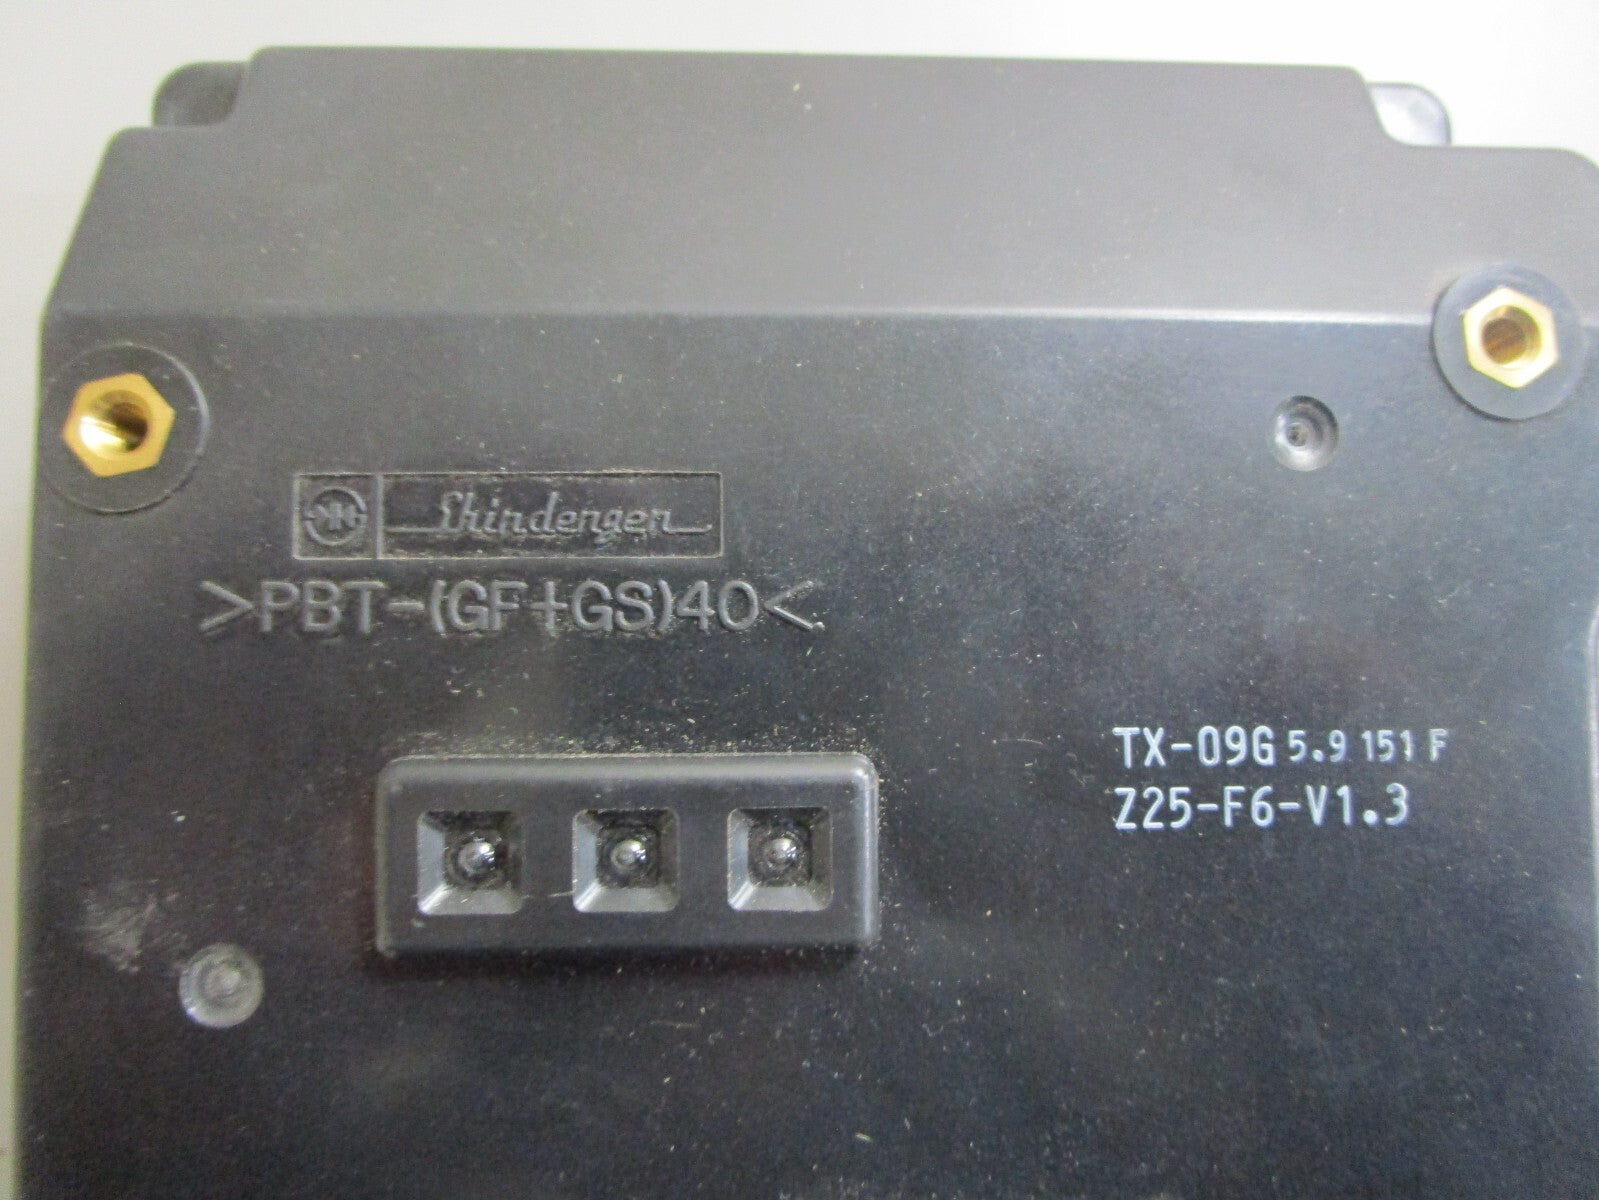 Shindengen
>PBT-(GF+GS)40<
TX-09G 5.9 151 F
Z25-F6-V1.3